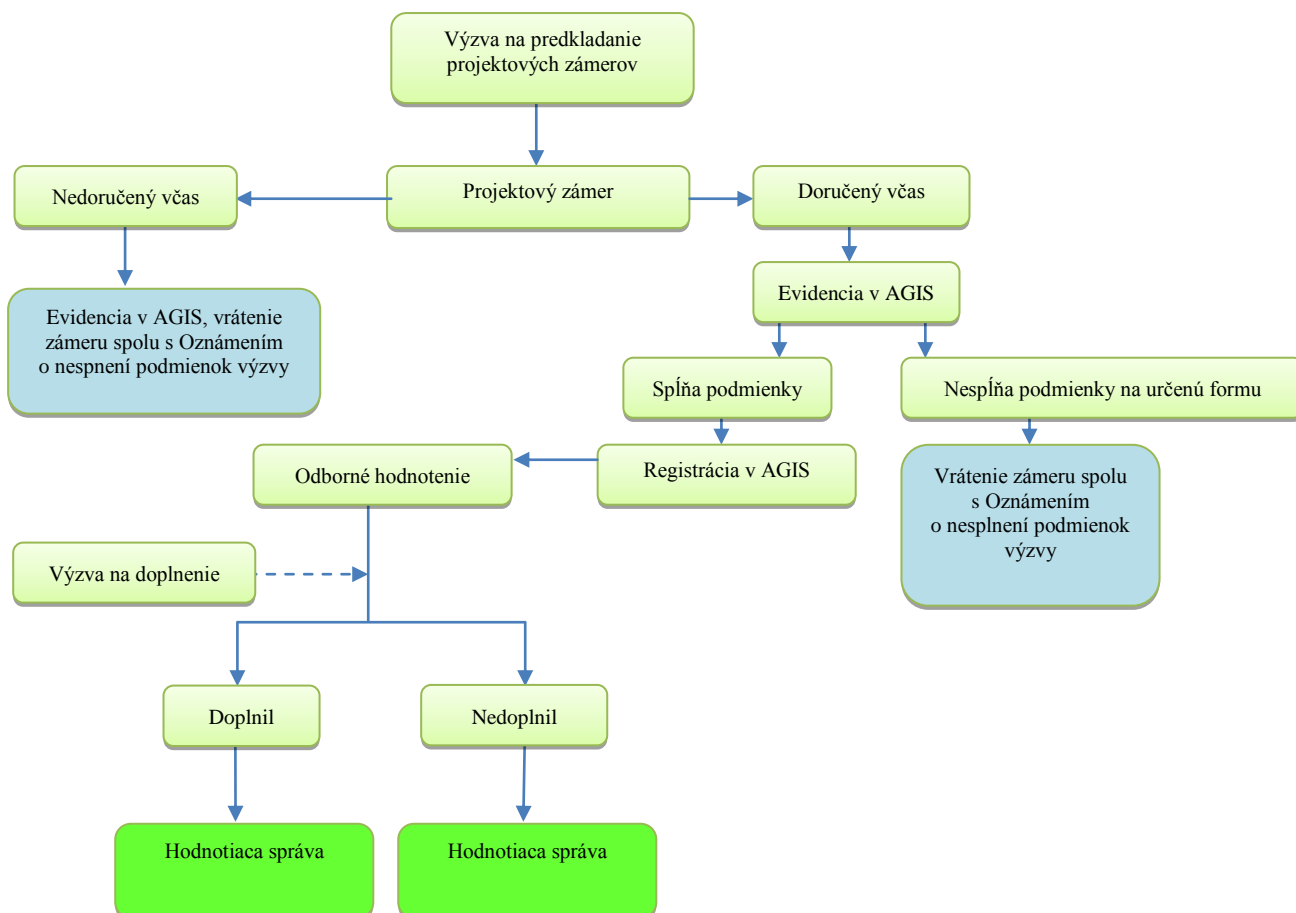 Výzva na predkladanie
projektových zámerov
Nedoručený včas
Projektový zámer
Doručený včas
Evidencia v AGIS
Evidencia v AGIS, vrátenie
zámeru spolu s Oznámením
o nespnení podmienok výzvy
Spĺňa podmienky
Nespĺňa podmienky na určenú formu
Odborné hodnotenie
Registrácia v AGIS
Vrátenie zámeru spolu
s Oznámením
o nesplnení podmienok
výzvy
Výzva na doplnenie
Doplnil
Nedoplnil
Hodnotiaca správa
Hodnotiaca správa